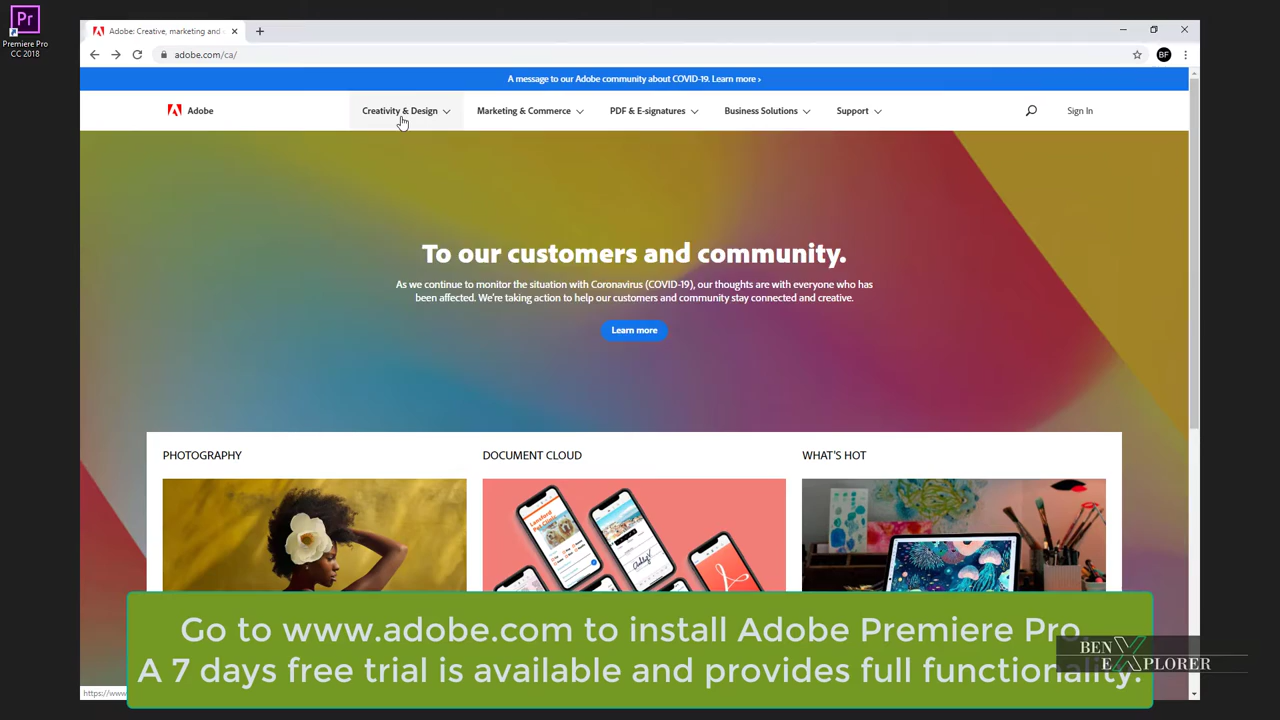 Pr
Premiere Pro
CC 2018
Adobe: Creative, marketing and
adobe.com/ca/
BF
A message to our Adobe community about COVID-19. Learn more ›
Adobe
Creativity & Design
Marketing & Commerce
PDF & E-signatures
Business Solutions
Support
Sign In
To our customers and community.
As we continue to monitor the situation with Coronavirus (COVID-19), our thoughts are with everyone who has
been affected. We're taking action to help our customers and community stay connected and creative.
Learn more
PHOTOGRAPHY
DOCUMENT CLOUD
WHAT'S HOT
Go to www.adobe.com to install Adobe Premiere Pro.
A 7 days free trial is available and provides full functionality.
BEN
EXPLORER
https://www